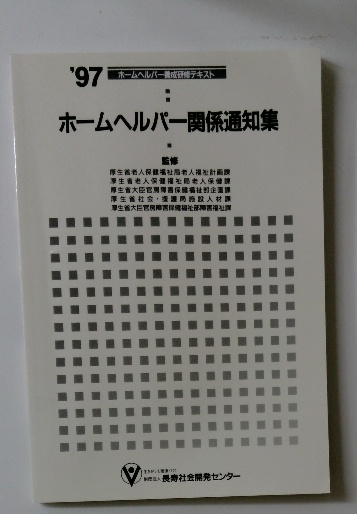 '97 ホームヘルパー養成研修テキスト
ホームヘルパー関係通知集
監修
厚生省老人保健福祉局老人福祉計画課
厚生省老人保健福祉局老人保健課
厚生省大臣官房障害保健福祉部企画課
厚生省社会・援護局施設人材課
厚生省大臣官房障害保健福祉部障害福祉課
財団法人 長寿社会開発センター